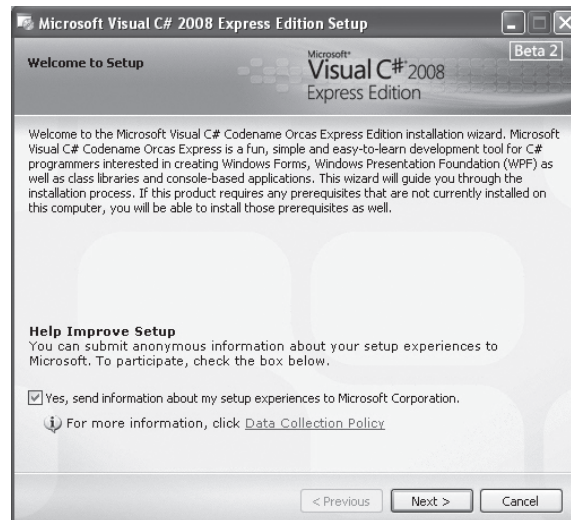 Microsoft Visual C# 2008 Express Edition Setup
Welcome to Setup
Microsoft®
Visual C# 2008
Express Edition
Beta 2
Welcome to the Microsoft Visual C# Codename Orcas Express Edition installation wizard. Microsoft
Visual C# Codename Orcas Express is a fun, simple and easy-to-learn development tool for C#
programmers interested in creating Windows Forms, Windows Presentation Foundation (WPF) as
well as class libraries and console-based applications. This wizard will guide you through the
installation process. If this product requires any prerequisites that are not currently installed on
this computer, you will be able to install those prerequisites as well.
Help Improve Setup
You can submit anonymous information about your setup experiences to
Microsoft. To participate, check the box below.
Yes, send information about my setup experiences to Microsoft Corporation.
For more information, click Data Collection Policy
< Previous
Next >
Cancel